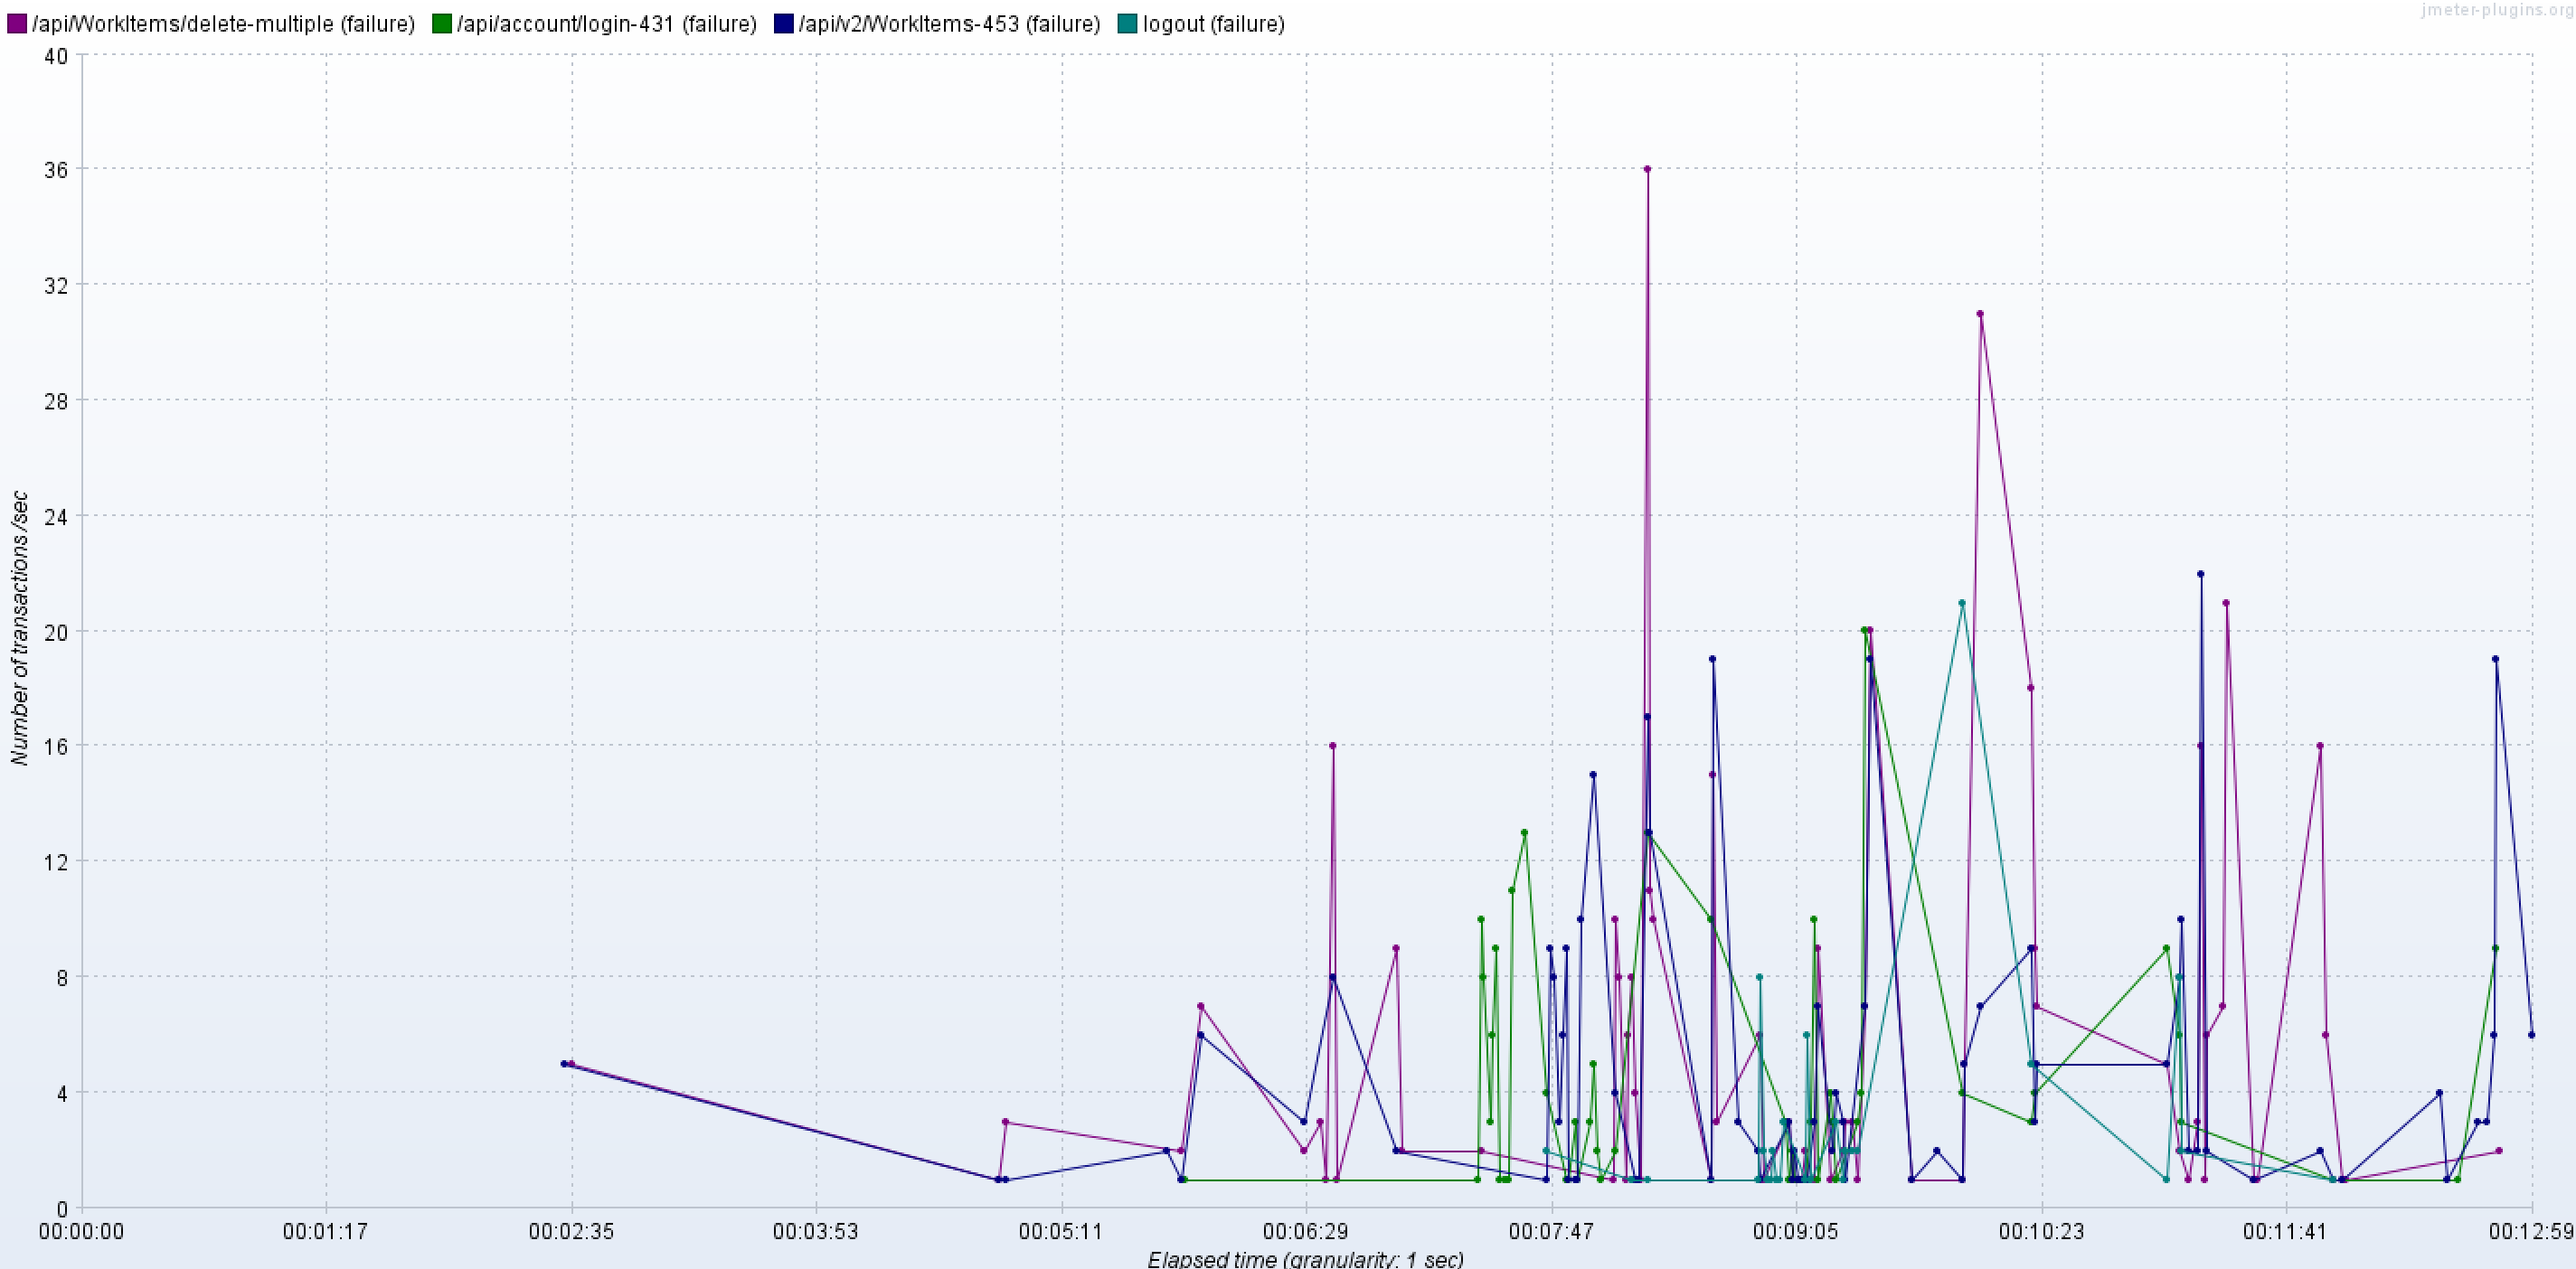 jmeter-plugins.org
/api/WorkItems/delete-multiple (failure) /api/account/login-431 (failure) /api/v2/WorkItems-453 (failure) logout (failure)
40
36
32
28
24
20
16
12
8
4
0
Number of transactions /sec
00:00:00 00:01:17 00:02:35 00:03:53 00:05:11 00:06:29 00:07:47 00:09:05 00:10:23 00:11:41 00:12:59
Elapsed time (granularity: 1 sec)